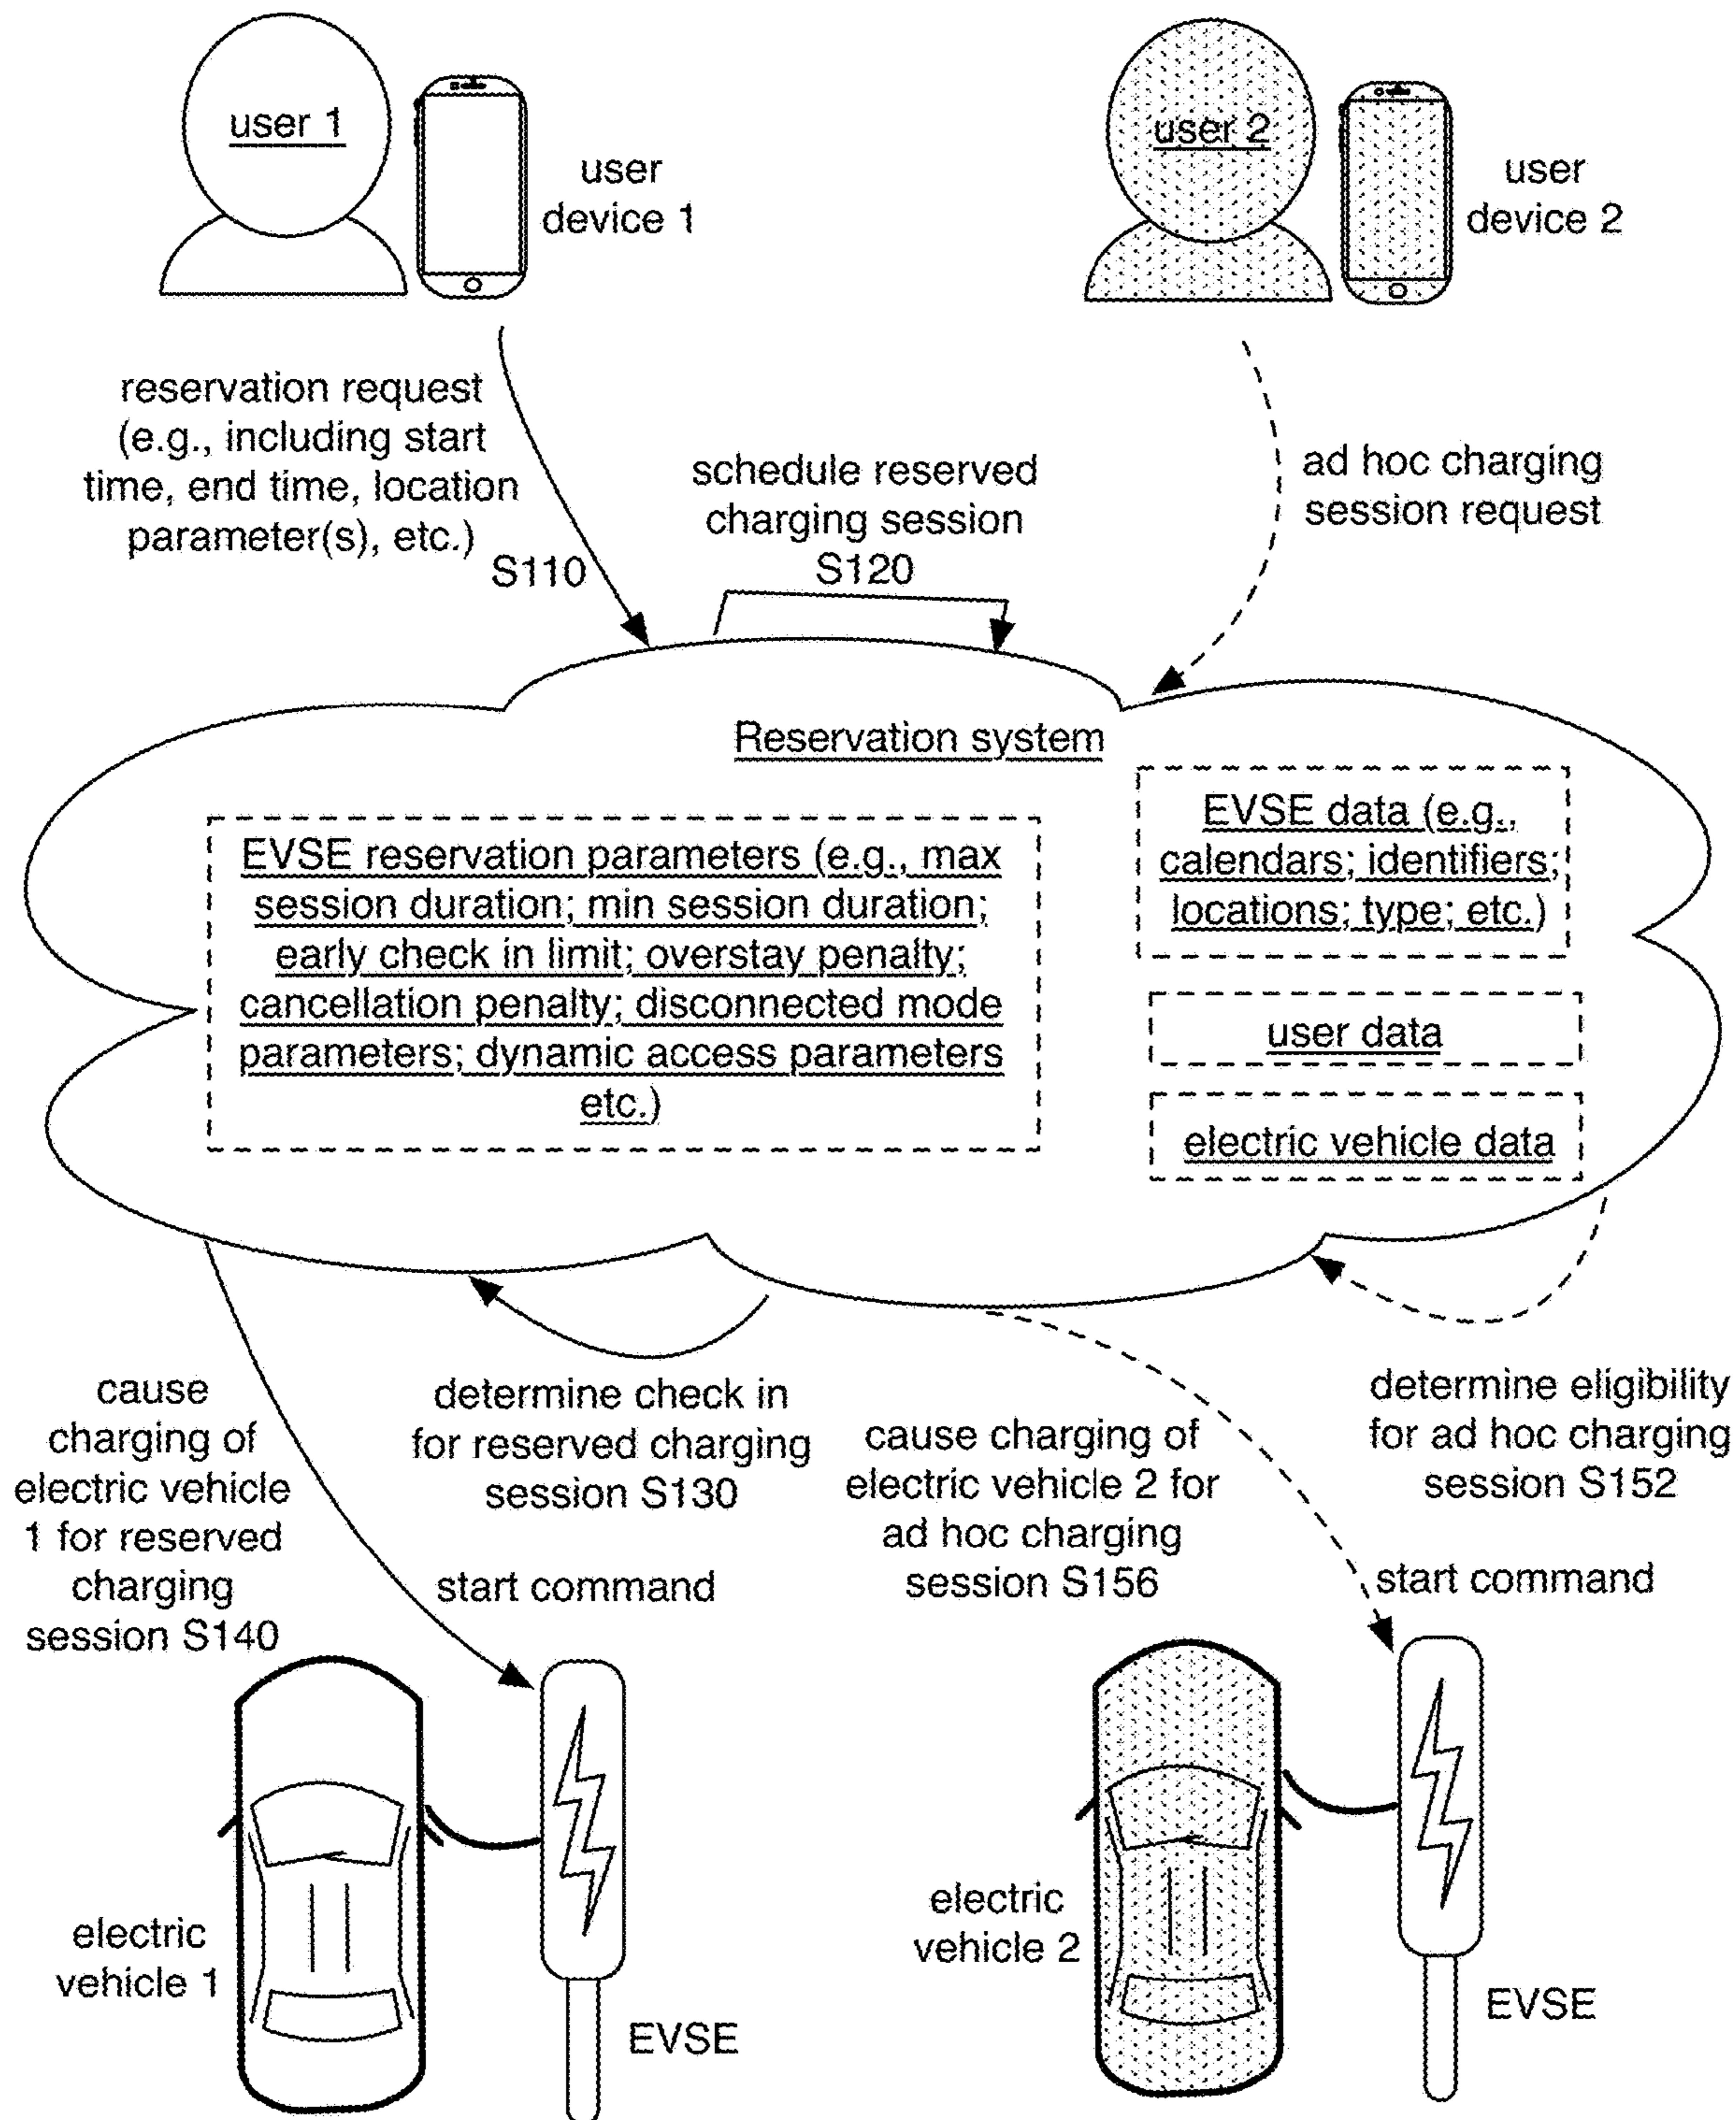 user 1
user
device 1
user 2
user
device 2
reservation request
(e.g., including start
time, end time, location
parameter(s), etc.)
S110
schedule reserved
charging session
S120
ad hoc charging
session request
Reservation system
EVSE reservation parameters (e.g., max
session duration; min session duration;
early check in limit; overstay penalty;
cancellation penalty; disconnected mode
parameters; dynamic access parameters
etc.)
EVSE data (e.g.,
calendars; identifiers;
locations; type; etc.)
user data
electric vehicle data
cause
charging of
electric vehicle
1 for reserved
charging
session S140
determine check in
for reserved charging
session S130
start command
cause charging of
electric vehicle 2 for
ad hoc charging
session S156
determine eligibility
for ad hoc charging
session S152
start command
electric
vehicle 1
EVSE
electric
vehicle 2
EVSE